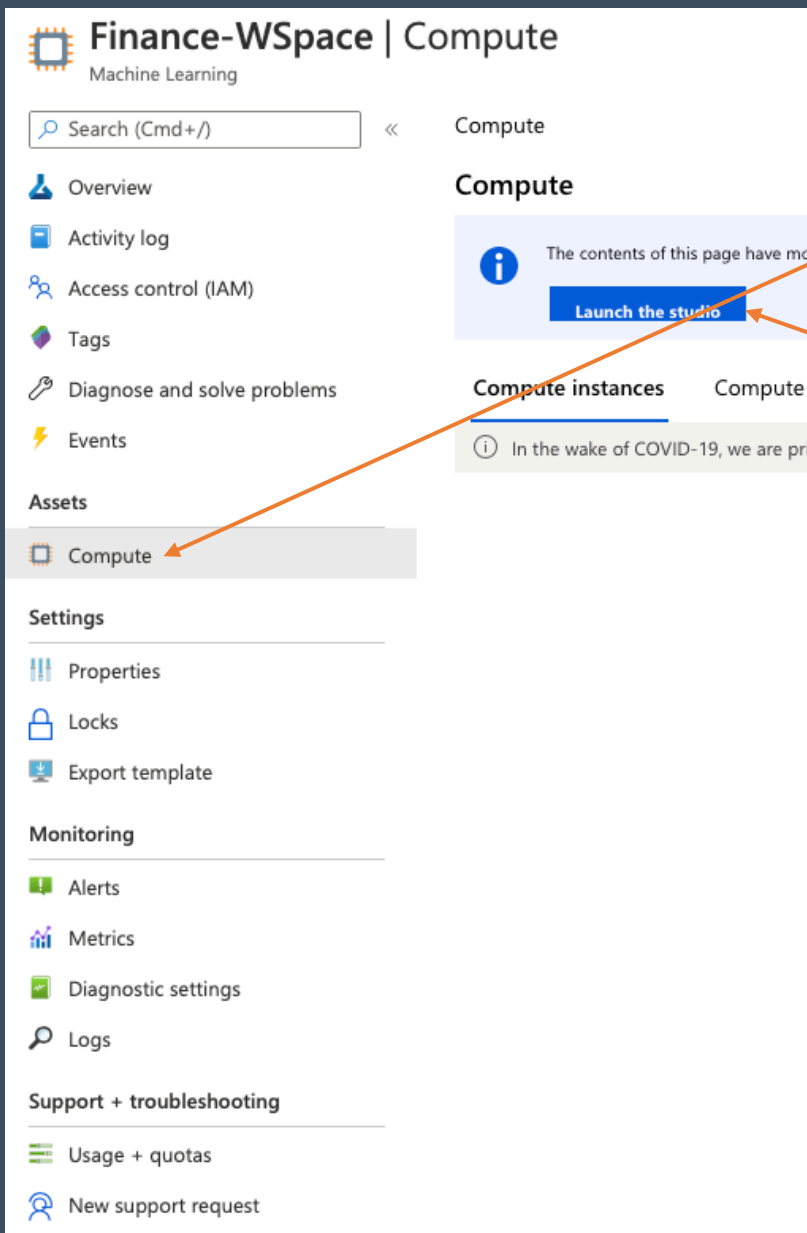 Finance-WSpace | Compute
Machine Learning
Search (Cmd+/)
«
Overview
Activity log
Access control (IAM)
Tags
Diagnose and solve problems
Events
Assets
Compute
Settings
Properties
Locks
Export template
Monitoring
Alerts
Metrics
Diagnostic settings
Logs
Support + troubleshooting
Usage + quotas
New support request
Compute
Compute
The contents of this page have mo
Launch the studio
Compute instances Compute
In the wake of COVID-19, we are pri